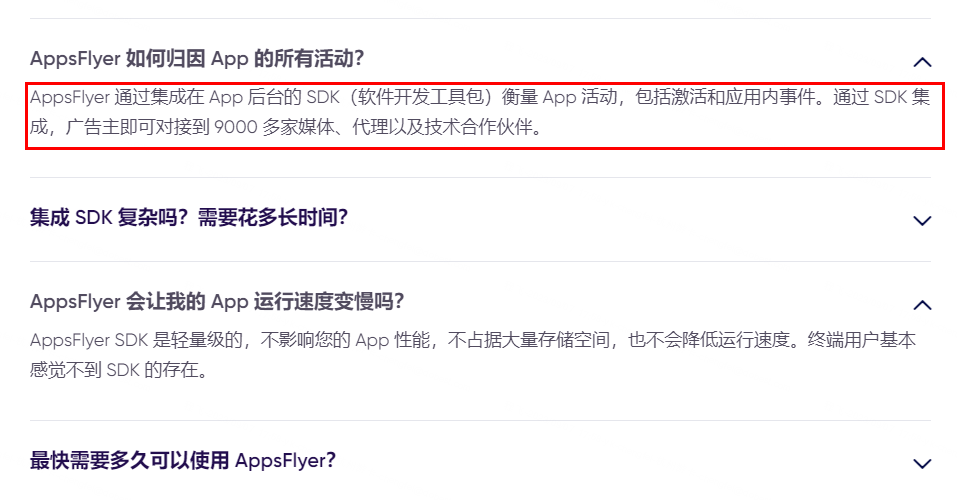 AppsFlyer 如何归因 App 的所有活动？
AppsFlyer 通过集成在 App 后台的 SDK（软件开发工具包）衡量 App 活动，包括激活和应用内事件。通过 SDK 集
成，广告主即可对接到 9000 多家媒体、代理以及技术合作伙伴。
集成 SDK 复杂吗？需要花多长时间？
AppsFlyer 会让我的 App 运行速度变慢吗？
AppsFlyer SDK 是轻量级的，不影响您的 App 性能，不占据大量存储空间，也不会降低运行速度。终端用户基本
感觉不到 SDK 的存在。
最快需要多久可以使用 AppsFlyer？